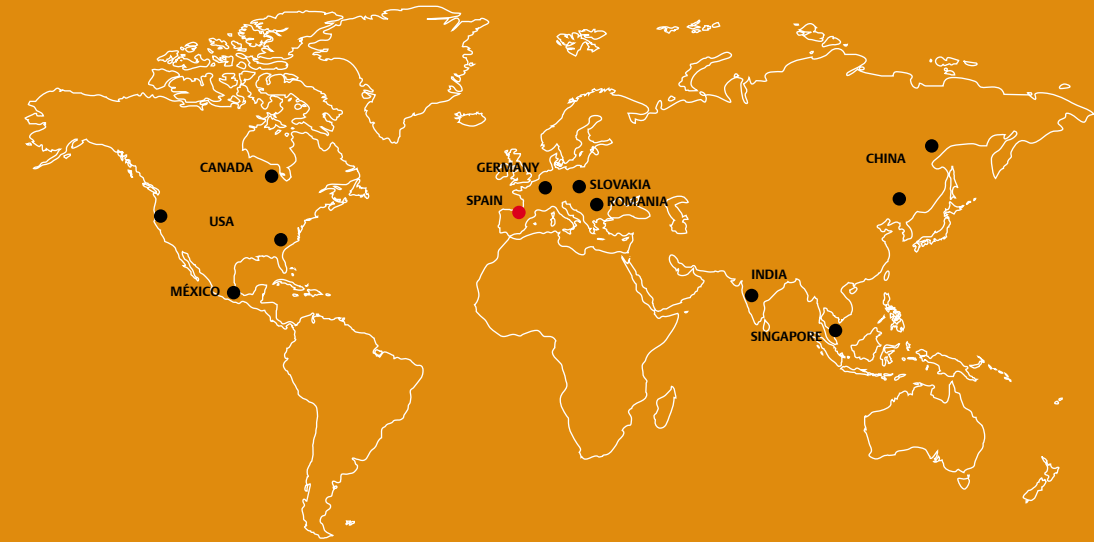 CHINA
CANADA
GERMANY
SLOVAKIA
SPAIN
ROMANIA
USA
INDIA
MÉXICO
SINGAPORE